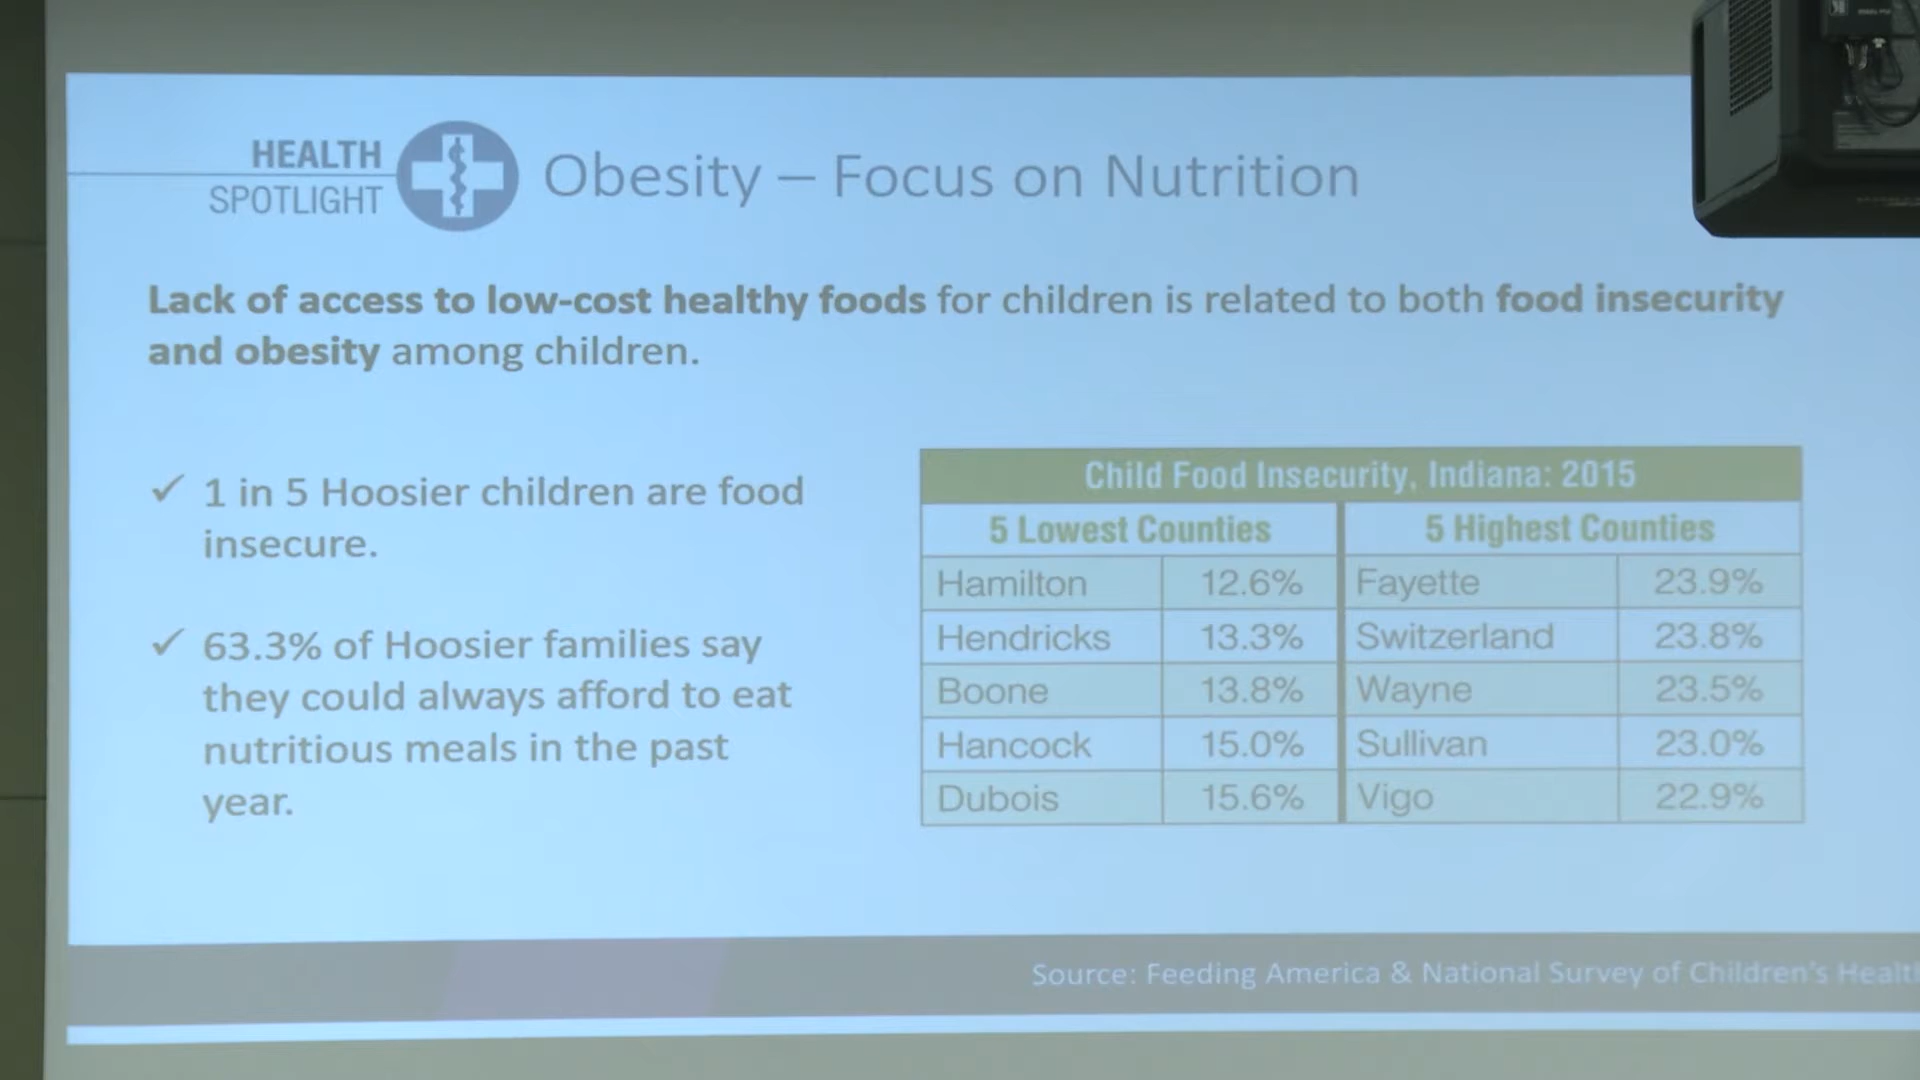 HEALTH
SPOTLIGHT
Obesity – Focus on Nutrition
Lack of access to low-cost healthy foods for children is related to both food insecurity
and obesity among children.
✓ 1 in 5 Hoosier children are food
insecure.
✓ 63.3% of Hoosier families say
they could always afford to eat
nutritious meals in the past
year.
Child Food Insecurity, Indiana: 2015
5 Lowest Counties 5 Highest Counties
Hamilton 12.6% Fayette 23.9%
Hendricks 13.3% Switzerland 23.8%
Boone 13.8% Wayne 23.5%
Hancock 15.0% Sullivan 23.0%
Dubois 15.6% Vigo 22.9%
Source: Feeding America & National Survey of Children's Healt